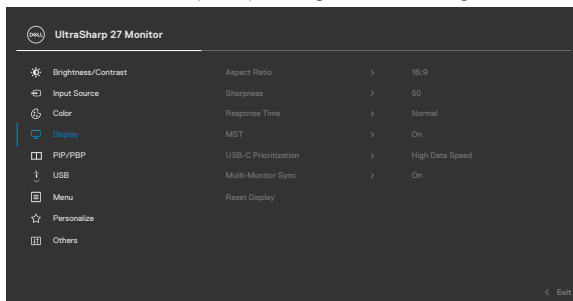 DELL UltraSharp 27 Monitor
Brightness/Contrast Aspect Ratio > 16:9
Input Source Sharpness > 50
Color Response Time > Normal
Display MST > On
PIP/PBP USB-C Prioritization > High Data Speed
USB Multi-Monitor Sync > On
Menu Reset Display
Personalize
Others
< Exit